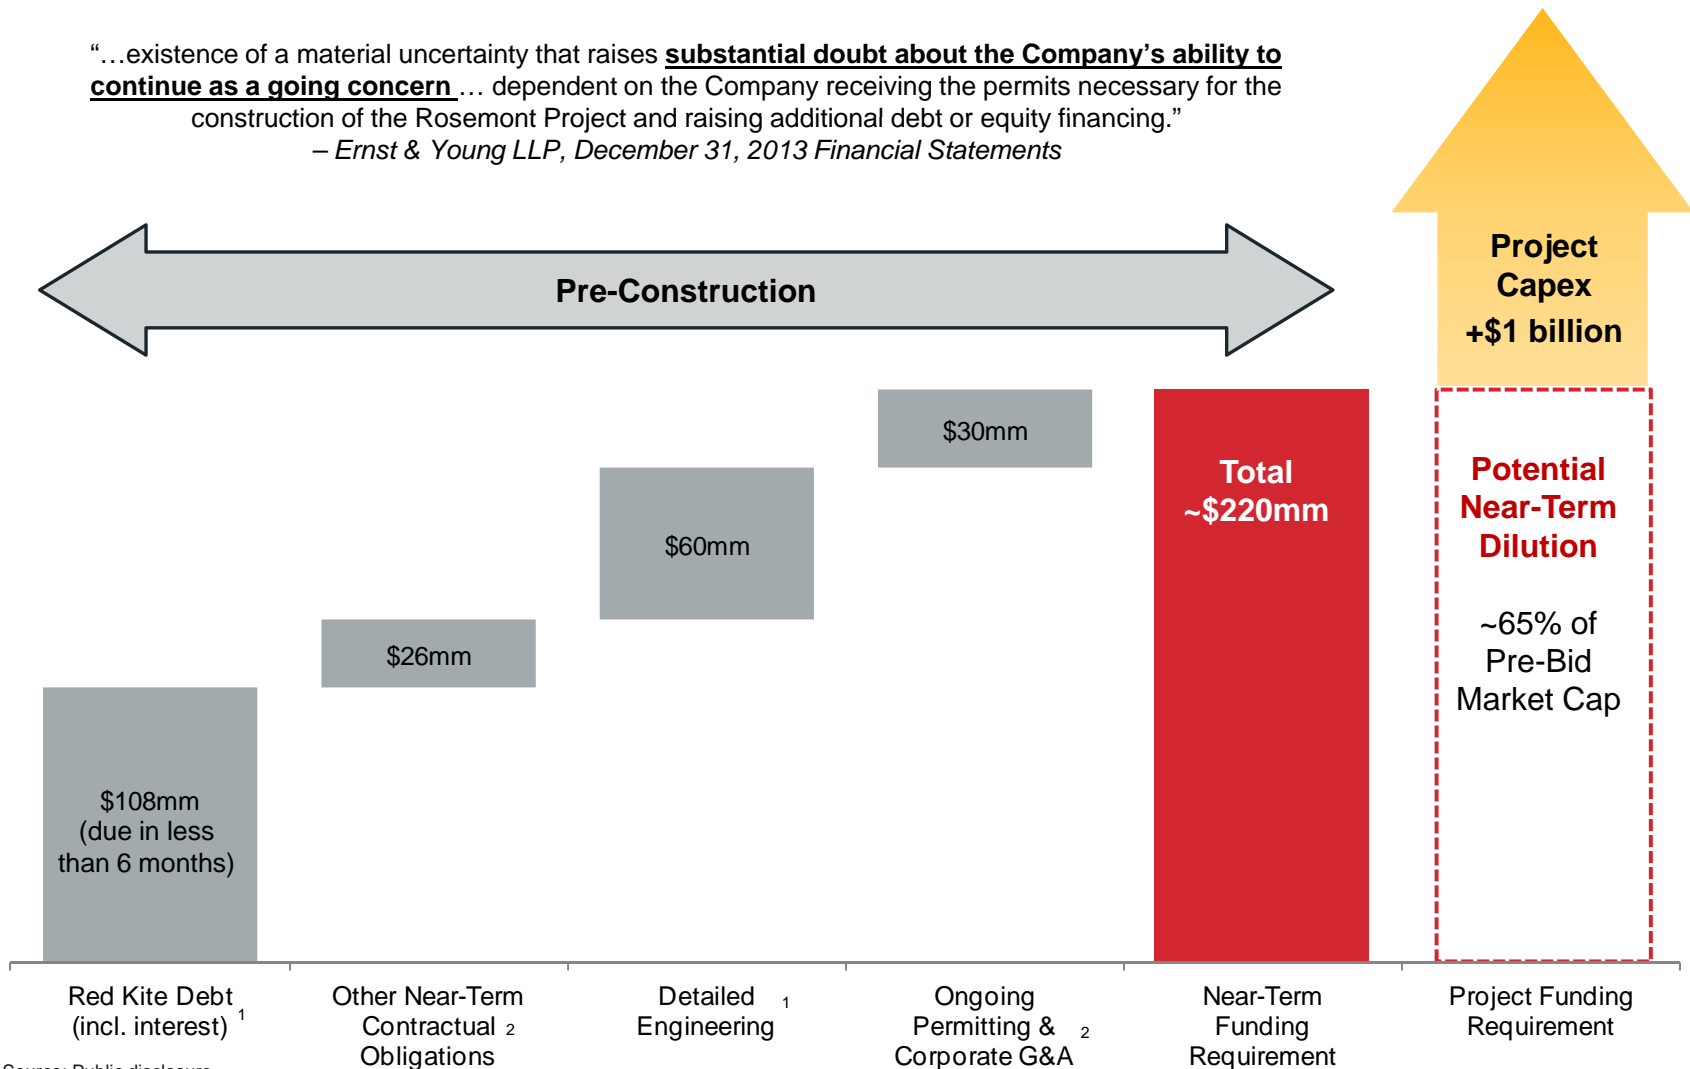 “…existence of a material uncertainty that raises substantial doubt about the Company’s ability to
continue as a going concern … dependent on the Company receiving the permits necessary for the
construction of the Rosemont Project and raising additional debt or equity financing.”
– Ernst & Young LLP, December 31, 2013 Financial Statements
Pre-Construction
Project
Capex
+$1 billion
$108mm
(due in less
than 6 months)
$26mm
$60mm
$30mm
Total
~$220mm
Potential
Near-Term
Dilution
~65% of
Pre-Bid
Market Cap
Red Kite Debt
(incl. interest) 1
Other Near-Term
Contractual 2
Obligations
Detailed 1
Engineering
Ongoing
Permitting & 2
Corporate G&A
Near-Term
Funding
Requirement
Project Funding
Requirement
Source: Public disclosure